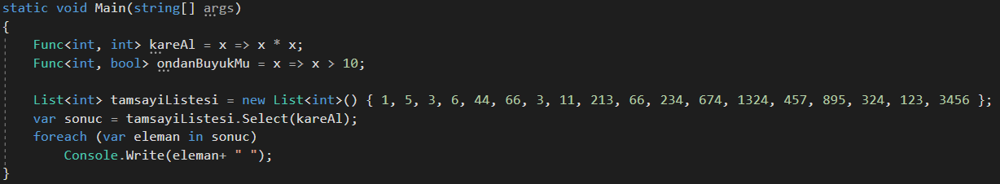 static void Main(string[] args)
{
Func<int, int> kareAl = x => x * x;
Func<int, bool> ondanBuyukMu = x => x > 10;
List<int> tamsayiListesi = new List<int>() { 1, 5, 3, 6, 44, 66, 3, 11, 213, 66, 234, 674, 1324, 457, 895, 324, 123, 3456 };
var sonuc = tamsayiListesi.Select(kareAl);
foreach (var eleman in sonuc)
Console.Write(eleman+ " ");
}